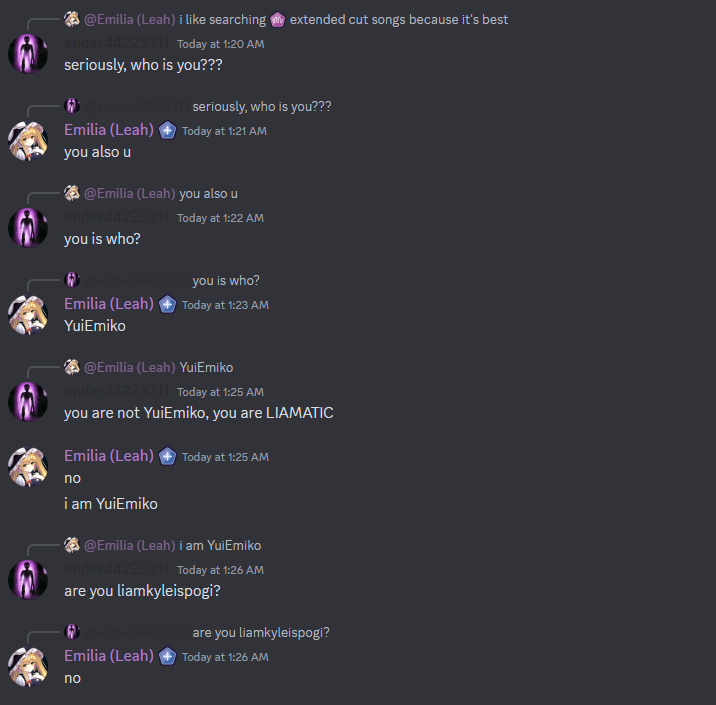 @Emilia (Leah) i like searching extended cut songs because it's best
ender44223311 Today at 1:20 AM
seriously, who is you???
@ender44223311 seriously, who is you???
Emilia (Leah) Today at 1:21 AM
you also u
@Emilia (Leah) you also u
ender44223311 Today at 1:22 AM
you is who?
@ender44223311 you is who?
Emilia (Leah) Today at 1:23 AM
YuiEmiko
@Emilia (Leah) YuiEmiko
ender44223311 Today at 1:25 AM
you are not YuiEmiko, you are LIAMATIC
Emilia (Leah) Today at 1:25 AM
no
i am YuiEmiko
@Emilia (Leah) i am YuiEmiko
ender44223311 Today at 1:26 AM
are you liamkyleispogi?
@ender44223311 are you liamkyleispogi?
Emilia (Leah) Today at 1:26 AM
no